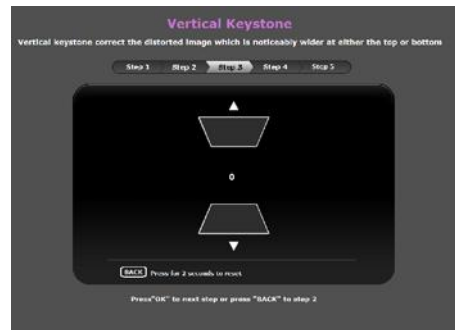 Vertical Keystone
Vertical keystone correct the distorted image which is noticeably wider at either the top or bottom
Step 1 Step 2 Step 3 Step 4 Step 5
0
BACK Press for 2 seconds to reset
Press"OK" to next step or press "BACK" to step 2